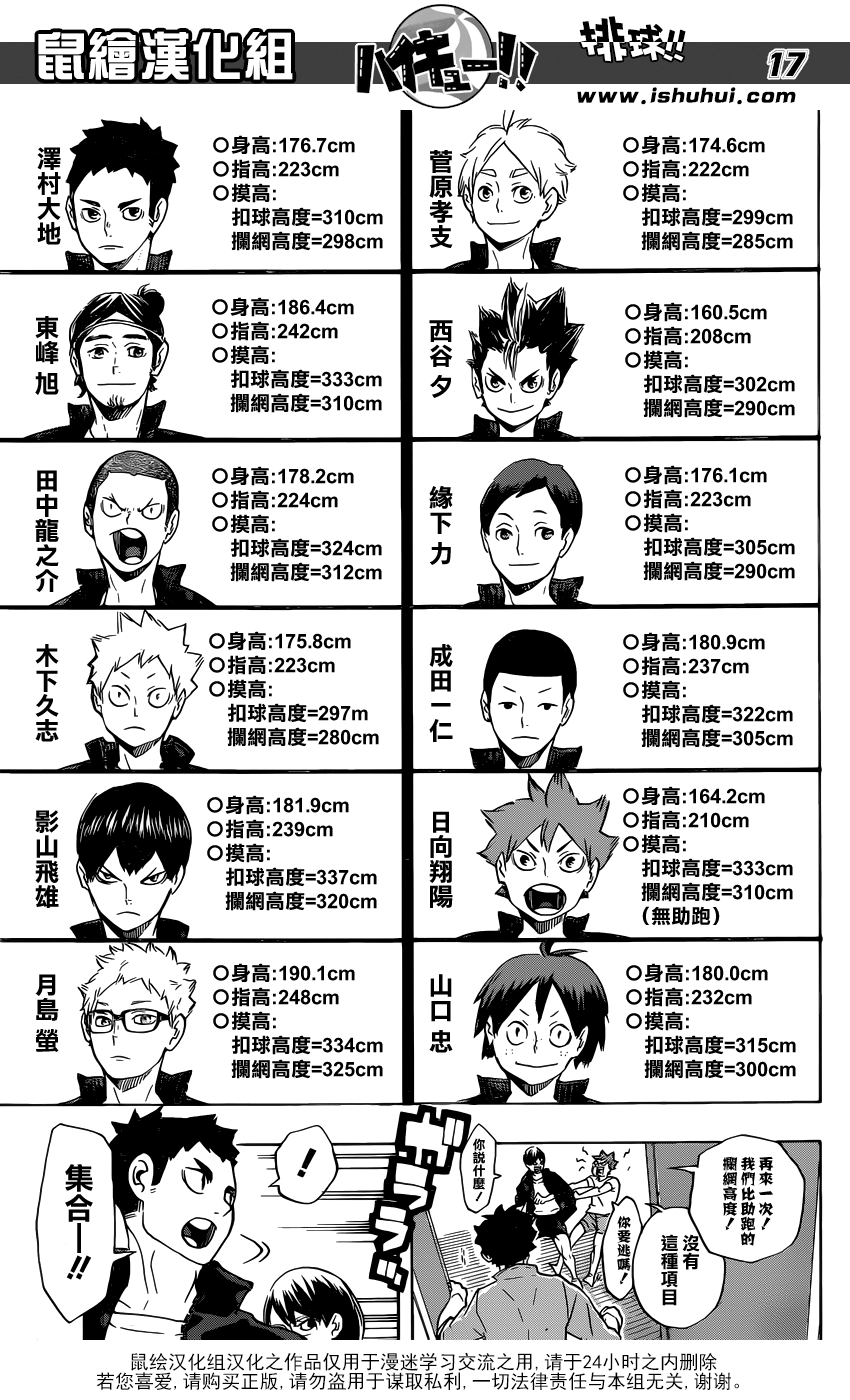 鼠繪漢化組
ハイキュー!!
排球!!
17
www.ishuhui.com
澤村大地
○身高:176.7cm
○指高:223cm
○摸高:
扣球高度=310cm
攔網高度=298cm
菅原孝支
○身高:174.6cm
○指高:222cm
○摸高:
扣球高度=299cm
攔網高度=285cm
東峰 旭
○身高:186.4cm
○指高:242cm
○摸高:
扣球高度=333cm
攔網高度=310cm
西谷 夕
○身高:160.5cm
○指高:208cm
○摸高:
扣球高度=302cm
攔網高度=290cm
田中龍之介
○身高:178.2cm
○指高:224cm
○摸高:
扣球高度=324cm
攔網高度=312cm
緣下 力
○身高:176.1cm
○指高:223cm
○摸高:
扣球高度=305cm
攔網高度=290cm
木下久志
○身高:175.8cm
○指高:223cm
○摸高:
扣球高度=297m
攔網高度=280cm
成田一仁
○身高:180.9cm
○指高:237cm
○摸高:
扣球高度=322cm
攔網高度=305cm
影山飛雄
○身高:181.9cm
○指高:239cm
○摸高:
扣球高度=337cm
攔網高度=320cm
日向翔陽
○身高:164.2cm
○指高:210cm
○摸高:
扣球高度=333cm
攔網高度=310cm
(無助跑)
月島 螢
○身高:190.1cm
○指高:248cm
○摸高:
扣球高度=334cm
攔網高度=325cm
山口 忠
○身高:180.0cm
○指高:232cm
○摸高:
扣球高度=315cm
攔網高度=300cm
再來一次!
我們比助跑的
攔網高度!
沒有
這種項目
你說什麼!
你要逃嗎!
!
集合ー!!
鼠绘汉化组汉化之作品仅用于漫迷学习交流之用,请于24小时之内删除
若您喜爱,请购买正版,请勿盗用于谋取私利,一切法律责任与本组无关,谢谢。